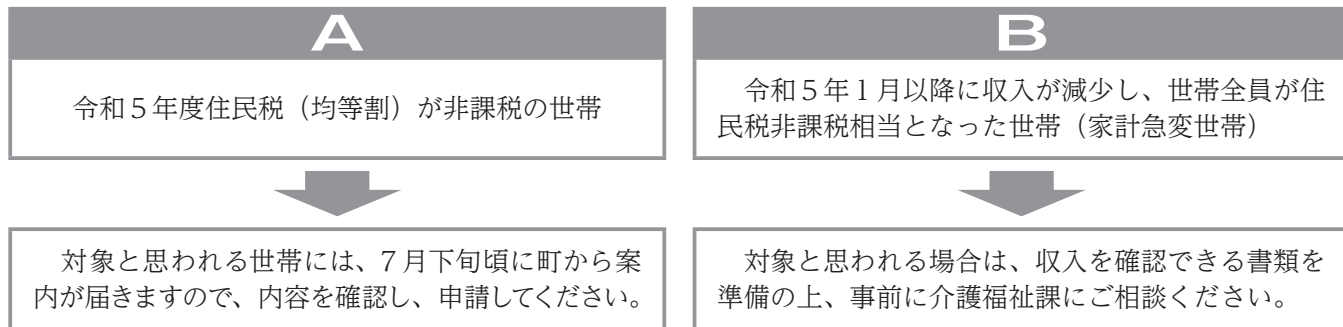 A
令和５年度住民税（均等割）が非課税の世帯
対象と思われる世帯には、７月下旬頃に町から案
内が届きますので、内容を確認し、申請してください。
B
令和５年１月以降に収入が減少し、世帯全員が住
民税非課税相当となった世帯（家計急変世帯）
対象と思われる場合は、収入を確認できる書類を
準備の上、事前に介護福祉課にご相談ください。